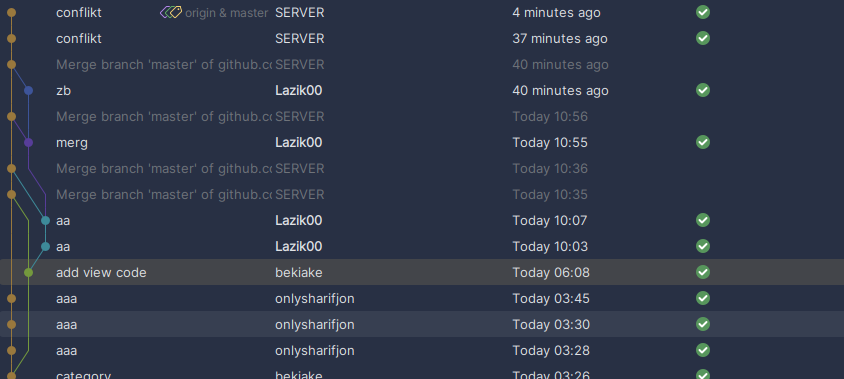 conflikt origin & master SERVER 4 minutes ago
conflikt SERVER 37 minutes ago
Merge branch 'master' of github.cc SERVER 40 minutes ago
zb Lazik00 40 minutes ago
Merge branch 'master' of github.cc SERVER Today 10:56
merg Lazik00 Today 10:55
Merge branch 'master' of github.cc SERVER Today 10:36
Merge branch 'master' of github.cc SERVER Today 10:35
aa Lazik00 Today 10:07
aa Lazik00 Today 10:03
add view code bekiake Today 06:08
aaa onlysharifjon Today 03:45
aaa onlysharifjon Today 03:30
aaa onlysharifjon Today 03:28
category bekiake Today 03:26